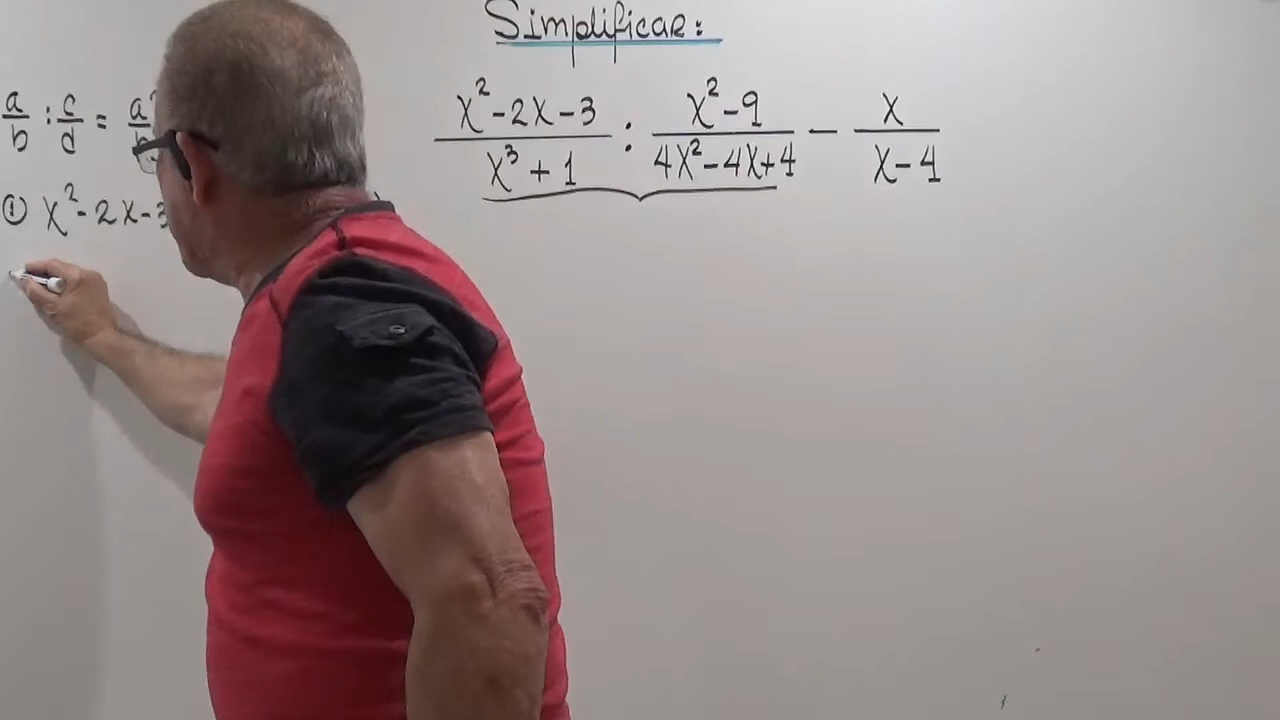 Simplificar:
a/b : c/d = a
(x² - 2x - 3)/(x³ + 1) : (x² - 9)/(4x² - 4x + 4) - x/(x - 4)
① x² - 2x - 3